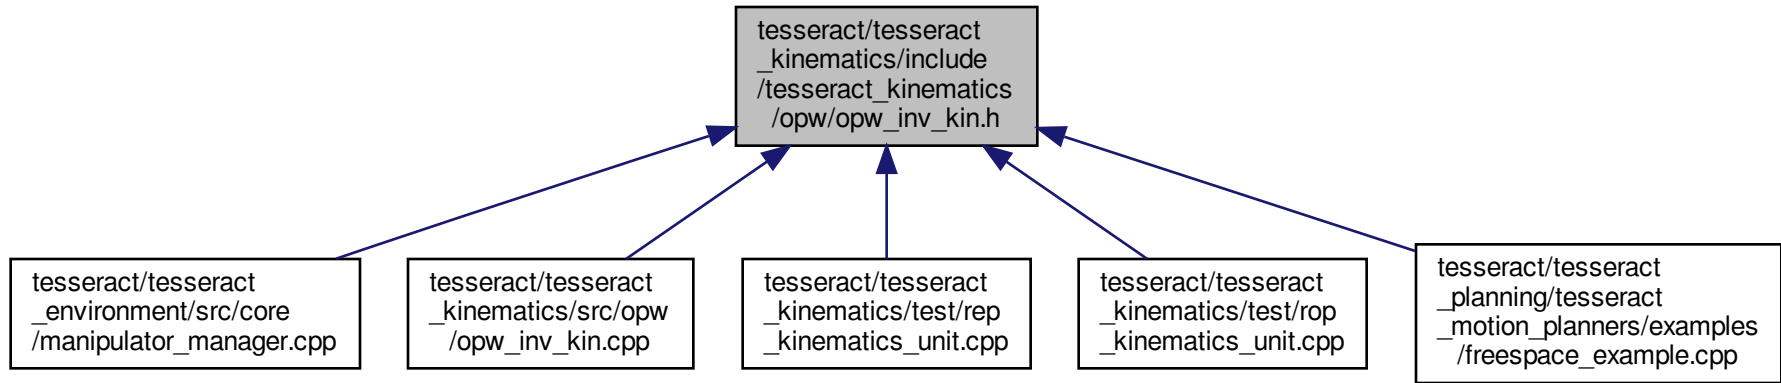 tesseract/tesseract
_kinematics/include
/tesseract_kinematics
/opw/opw_inv_kin.h
tesseract/tesseract
_environment/src/core
/manipulator_manager.cpp
tesseract/tesseract
_kinematics/src/opw
/opw_inv_kin.cpp
tesseract/tesseract
_kinematics/test/rep
_kinematics_unit.cpp
tesseract/tesseract
_kinematics/test/rop
_kinematics_unit.cpp
tesseract/tesseract
_planning/tesseract
_motion_planners/examples
/freespace_example.cpp